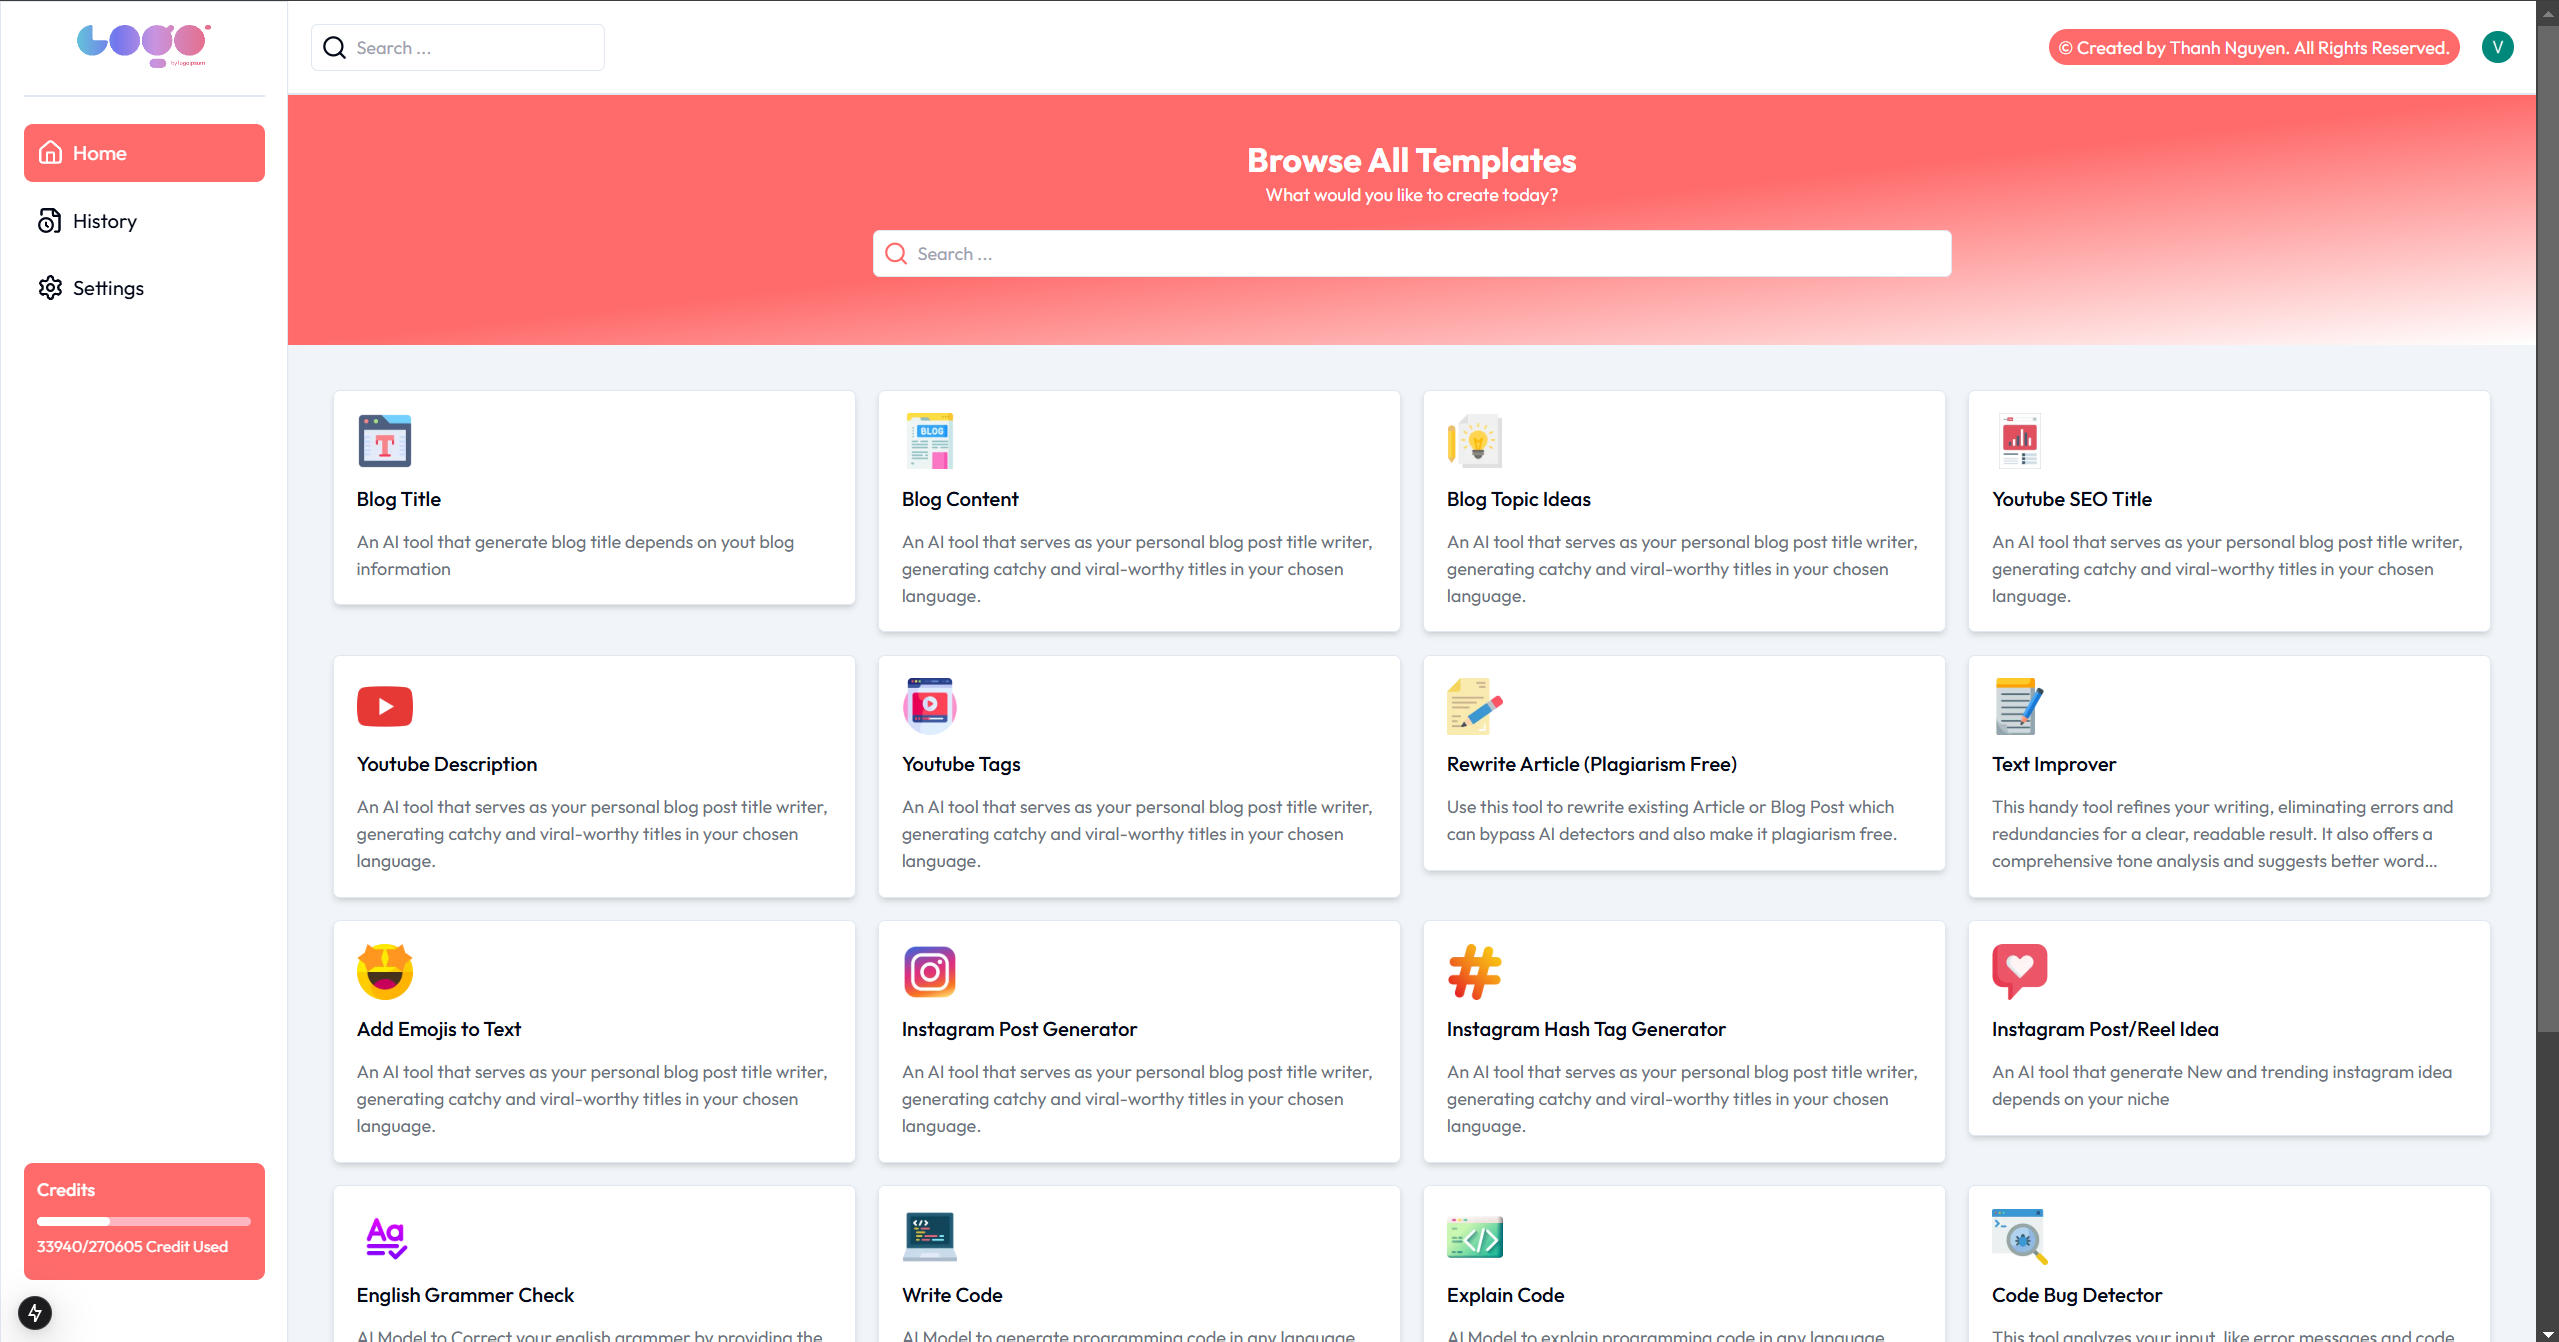 LOGO
by logoipsum
Search ...
© Created by Thanh Nguyen. All Rights Reserved.
V
Home
History
Settings
Browse All Templates
What would you like to create today?
Search ...
Blog Title
An AI tool that generate blog title depends on yout blog
information
BLOG
Blog Content
An AI tool that serves as your personal blog post title writer,
generating catchy and viral-worthy titles in your chosen
language.
Blog Topic Ideas
An AI tool that serves as your personal blog post title writer,
generating catchy and viral-worthy titles in your chosen
language.
Youtube SEO Title
An AI tool that serves as your personal blog post title writer,
generating catchy and viral-worthy titles in your chosen
language.
Youtube Description
An AI tool that serves as your personal blog post title writer,
generating catchy and viral-worthy titles in your chosen
language.
Youtube Tags
An AI tool that serves as your personal blog post title writer,
generating catchy and viral-worthy titles in your chosen
language.
Rewrite Article (Plagiarism Free)
Use this tool to rewrite existing Article or Blog Post which
can bypass AI detectors and also make it plagiarism free.
Text Improver
This handy tool refines your writing, eliminating errors and
redundancies for a clear, readable result. It also offers a
comprehensive tone analysis and suggests better word...
Add Emojis to Text
An AI tool that serves as your personal blog post title writer,
generating catchy and viral-worthy titles in your chosen
language.
Instagram Post Generator
An AI tool that serves as your personal blog post title writer,
generating catchy and viral-worthy titles in your chosen
language.
Instagram Hash Tag Generator
An AI tool that serves as your personal blog post title writer,
generating catchy and viral-worthy titles in your chosen
language.
Instagram Post/Reel Idea
An AI tool that generate New and trending instagram idea
depends on your niche
Credits
33940/270605 Credit Used
Aa
English Grammer Check
AI Model to Correct your english grammer by providing the
Write Code
AI Model to generate programming code in any language
Explain Code
AI Model to explain programming code in any language
Code Bug Detector
This tool analyzes your input, like error messages and code